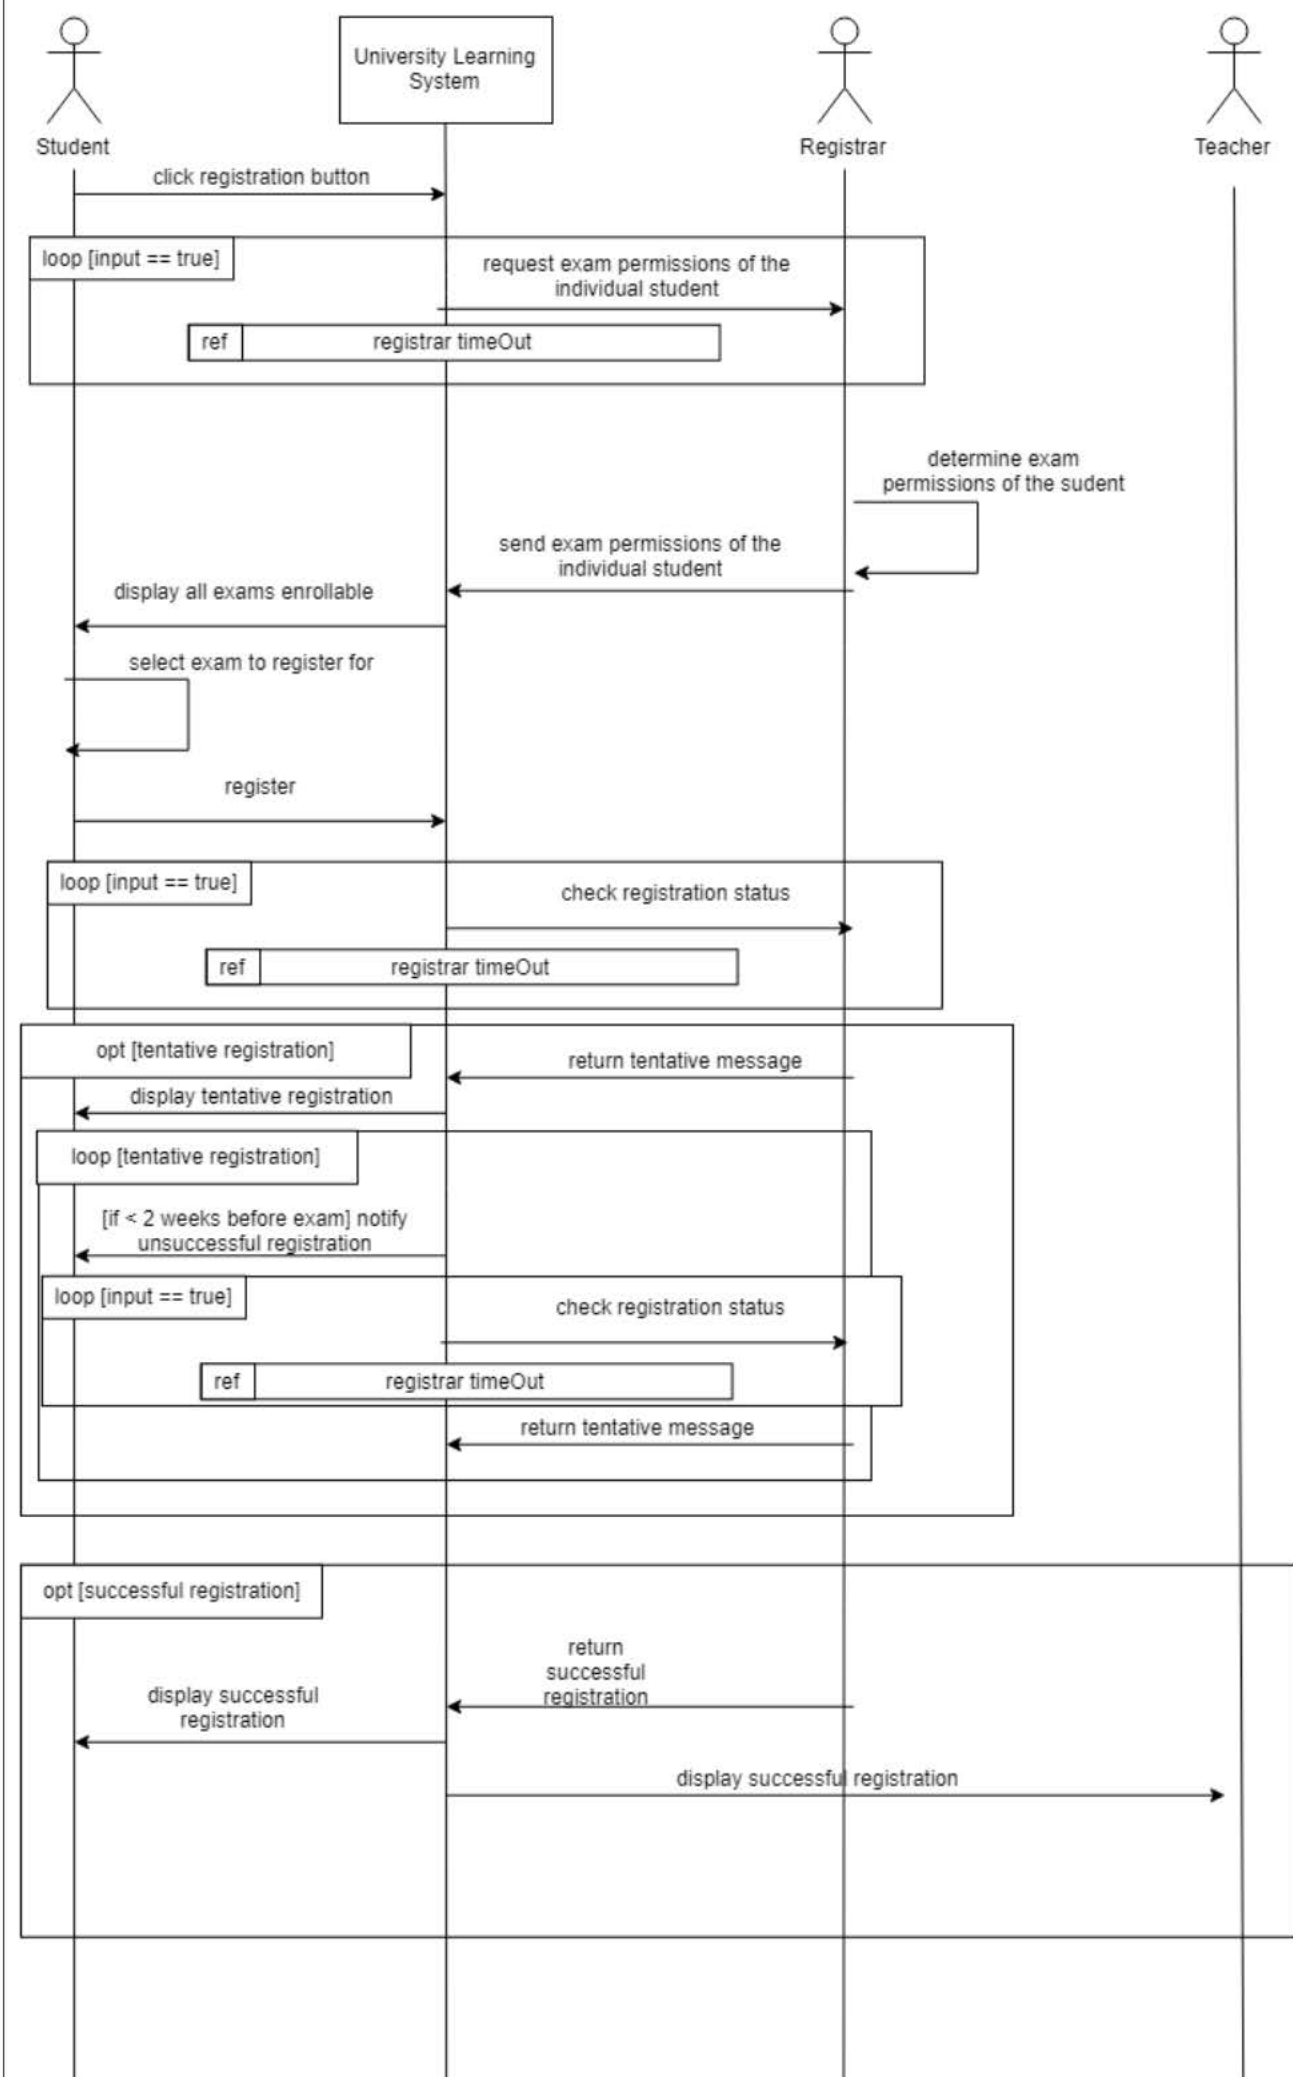 University Learning
System
Student
Registrar
Teacher
click registration button
loop [input == true]
request exam permissions of the
individual student
ref
registrar timeOut
determine exam
permissions of the sudent
send exam permissions of the
individual student
display all exams enrollable
select exam to register for
register
loop [input == true]
check registration status
ref
registrar timeOut
opt [tentative registration]
return tentative message
display tentative registration
loop [tentative registration]
[if < 2 weeks before exam] notify
unsuccessful registration
loop [input == true]
check registration status
ref
registrar timeOut
return tentative message
opt [successful registration]
return
successful
registration
display successful
registration
display successful registration